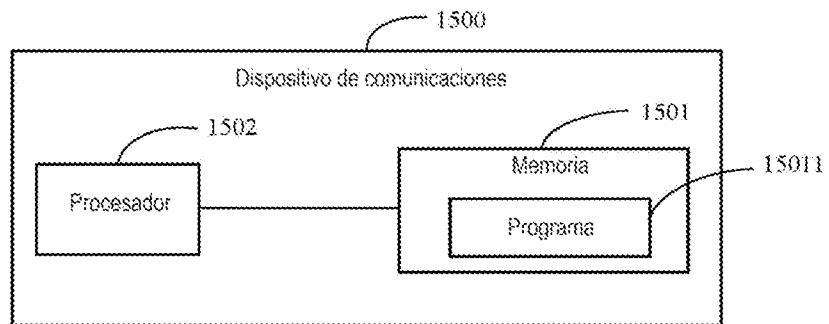 1500
Dispositivo de comunicaciones
1502
1501
Procesador
Memoria
15011
Programa